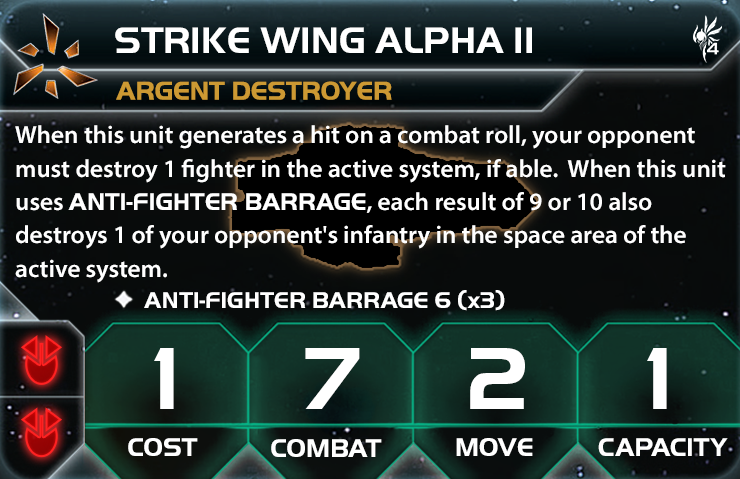 STRIKE WING ALPHA II
4
ARGENT DESTROYER
When this unit generates a hit on a combat roll, your opponent
must destroy 1 fighter in the active system, if able.  When this unit
uses ANTI-FIGHTER BARRAGE, each result of 9 or 10 also
destroys 1 of your opponent's infantry in the space area of the
active system.
ANTI-FIGHTER BARRAGE 6 (x3)
1 7 2 1
COST COMBAT MOVE CAPACITY